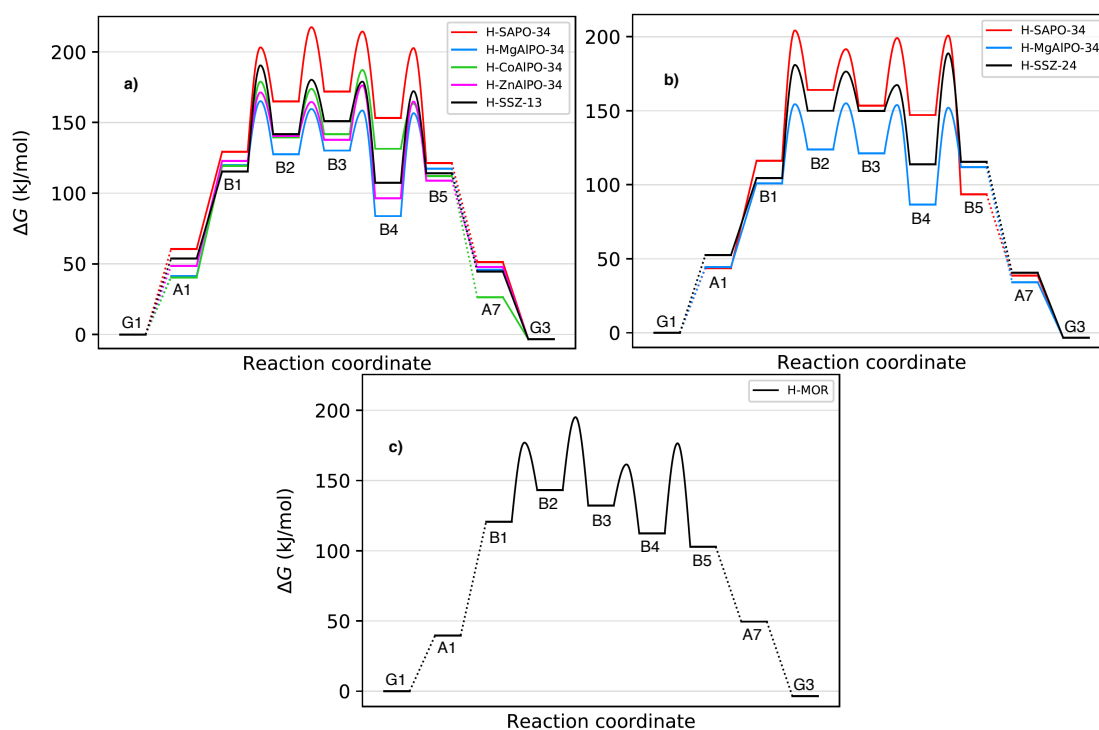 a)
H-SAPO-34
H-MgAlPO-34
H-CoAlPO-34
H-ZnAlPO-34
H-SSZ-13
ΔG (kJ/mol)
200
150
100
50
0
G1
A1
B1
B2
B3
B4
B5
A7
G3
Reaction coordinate
b)
H-SAPO-34
H-MgAlPO-34
H-SSZ-24
200
150
100
50
0
G1
A1
B1
B2
B3
B4
B5
A7
G3
Reaction coordinate
c)
H-MOR
ΔG (kJ/mol)
200
150
100
50
0
G1
A1
B1
B2
B3
B4
B5
A7
G3
Reaction coordinate